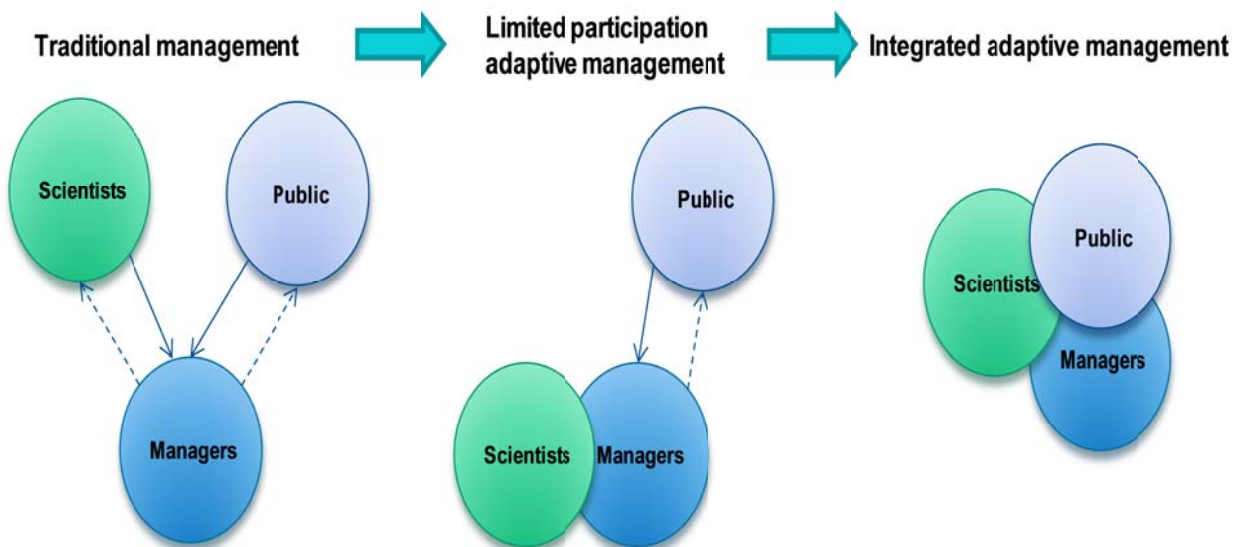 Traditional management
Limited participation
adaptive management
Integrated adaptive management
Scientists
Public
Managers
Public
Scientists
Managers
Public
Scientists
Managers